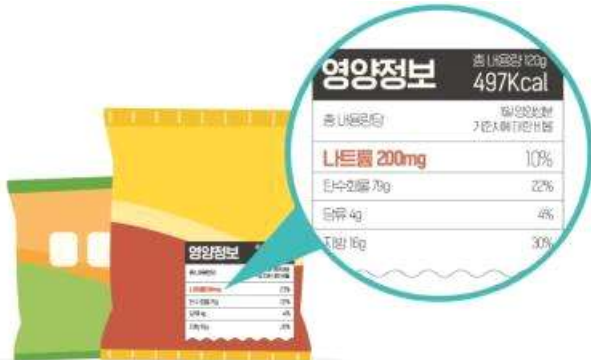 영양정보
총 내용량 120g
497Kcal
총 내용량당
1일 영양성분
기준치에 대한 비율
나트륨 200mg 10%
탄수화물 79g 22%
당류 4g 4%
지방 16g 30%
영양정보